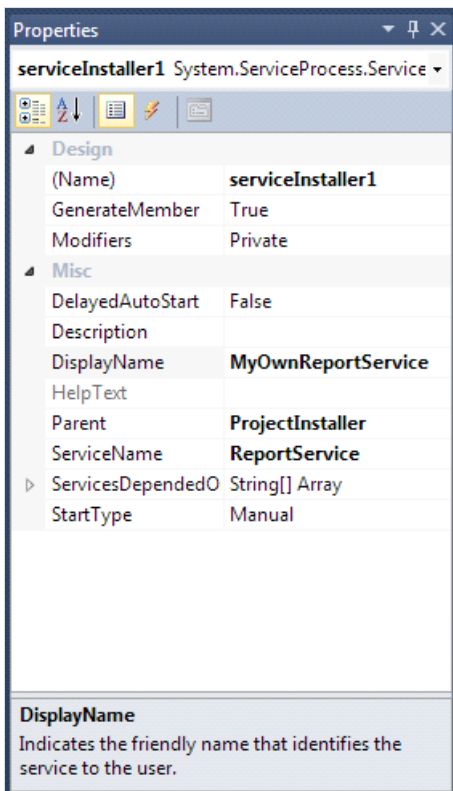 Properties
serviceInstaller1 System.ServiceProcess.Service
Design
(Name) serviceInstaller1
GenerateMember True
Modifiers Private
Misc
DelayedAutoStart False
Description
DisplayName MyOwnReportService
HelpText
Parent ProjectInstaller
ServiceName ReportService
ServicesDependedO String[] Array
StartType Manual
DisplayName
Indicates the friendly name that identifies the
service to the user.